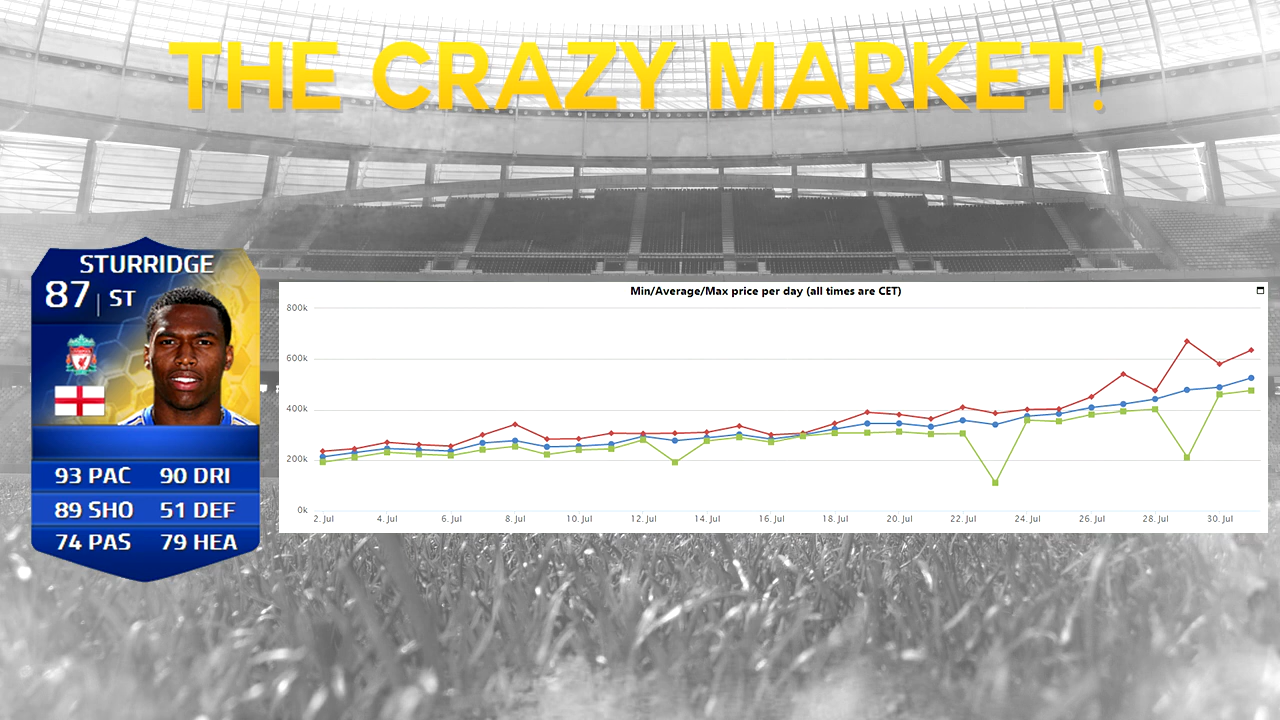 THE CRAZY MARKET!
STURRIDGE
87 | ST
93 PAC 90 DRI
89 SHO 51 DEF
74 PAS 79 HEA
Min/Average/Max price per day (all times are CET)
800k
600k
400k
200k
0k
2. Jul 4. Jul 6. Jul 8. Jul 10. Jul 12. Jul 14. Jul 16. Jul 18. Jul 20. Jul 22. Jul 24. Jul 26. Jul 28. Jul 30. Jul